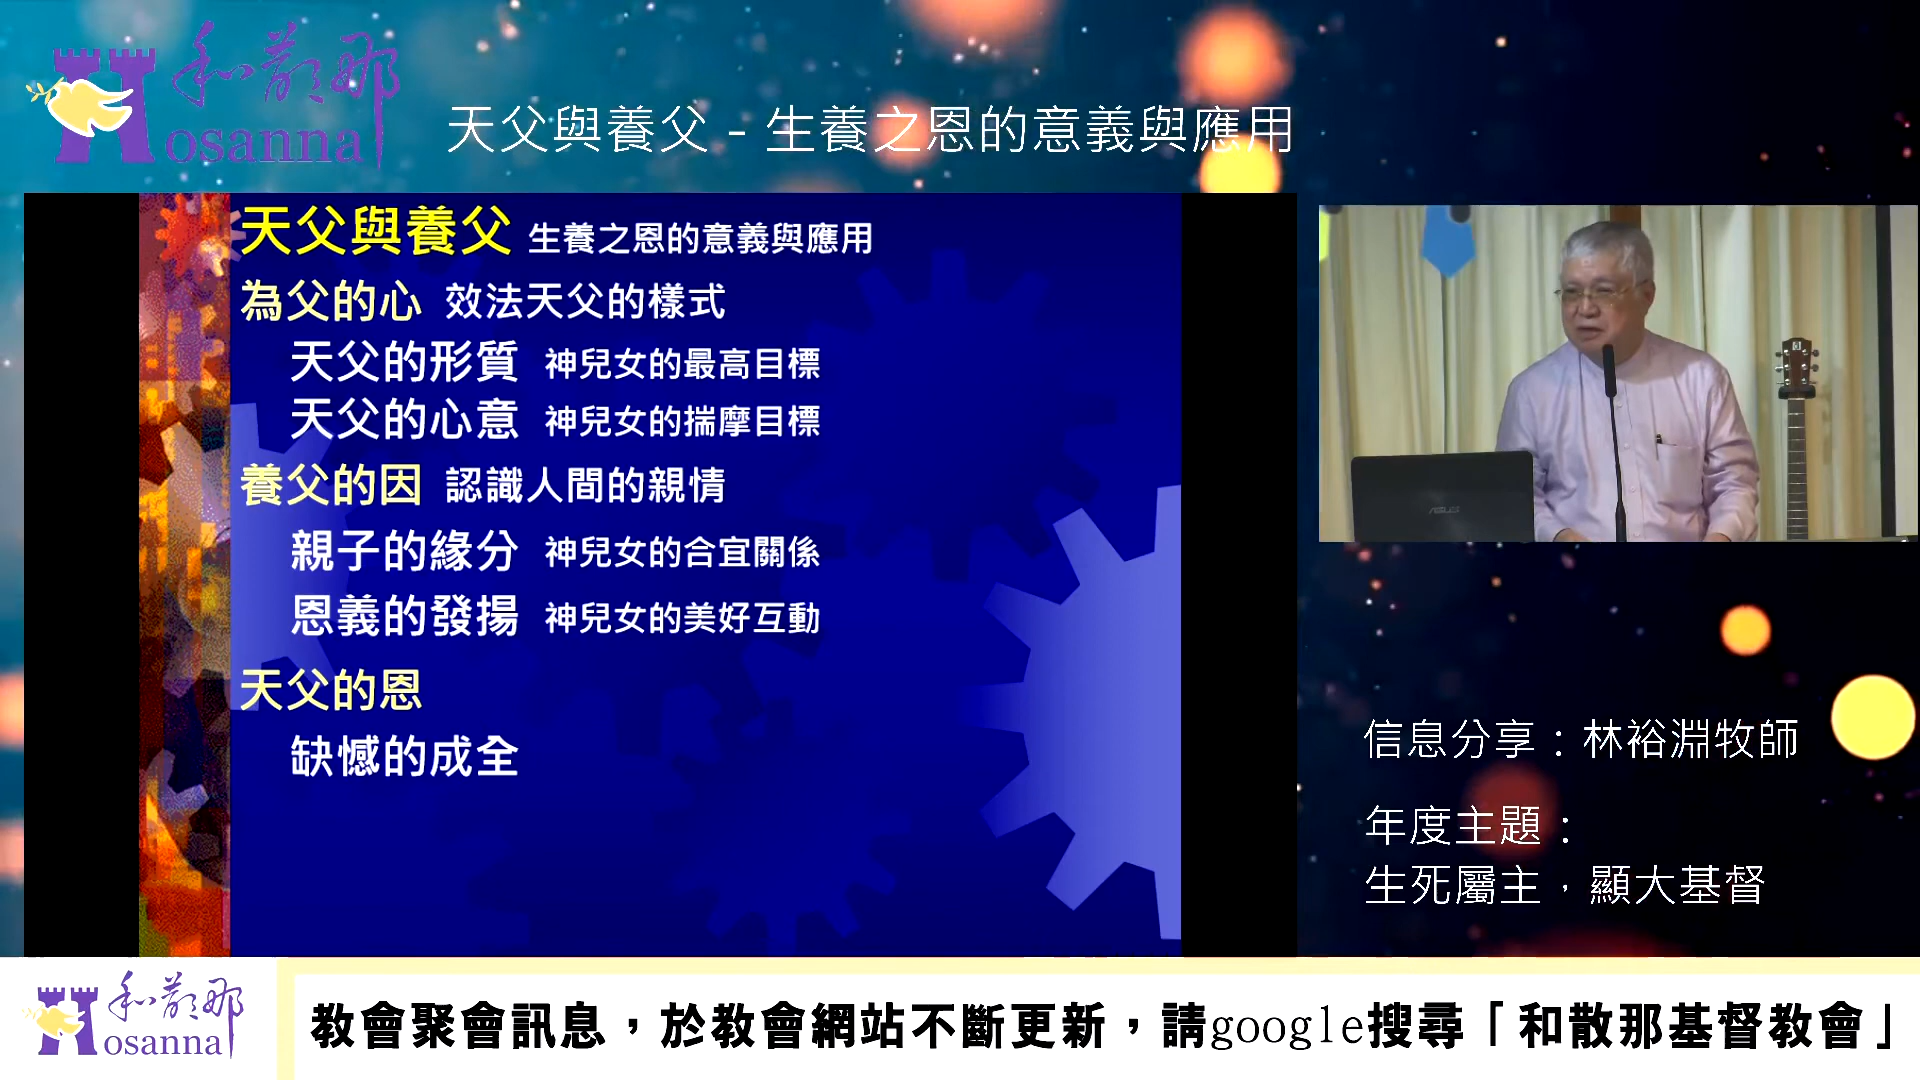 和散那
Hosanna
天父與養父 - 生養之恩的意義與應用
天父與養父 生養之恩的意義與應用
為父的心 效法天父的樣式
天父的形質 神兒女的最高目標
天父的心意 神兒女的揣摩目標
養父的因 認識人間的親情
親子的緣分 神兒女的合宜關係
恩義的發揚 神兒女的美好互動
天父的恩
缺憾的成全
ASUS
信息分享：林裕淵牧師
年度主題：
生死屬主，顯大基督
和散那
Hosanna
教會聚會訊息，於教會網站不斷更新，請google搜尋「和散那基督教會」